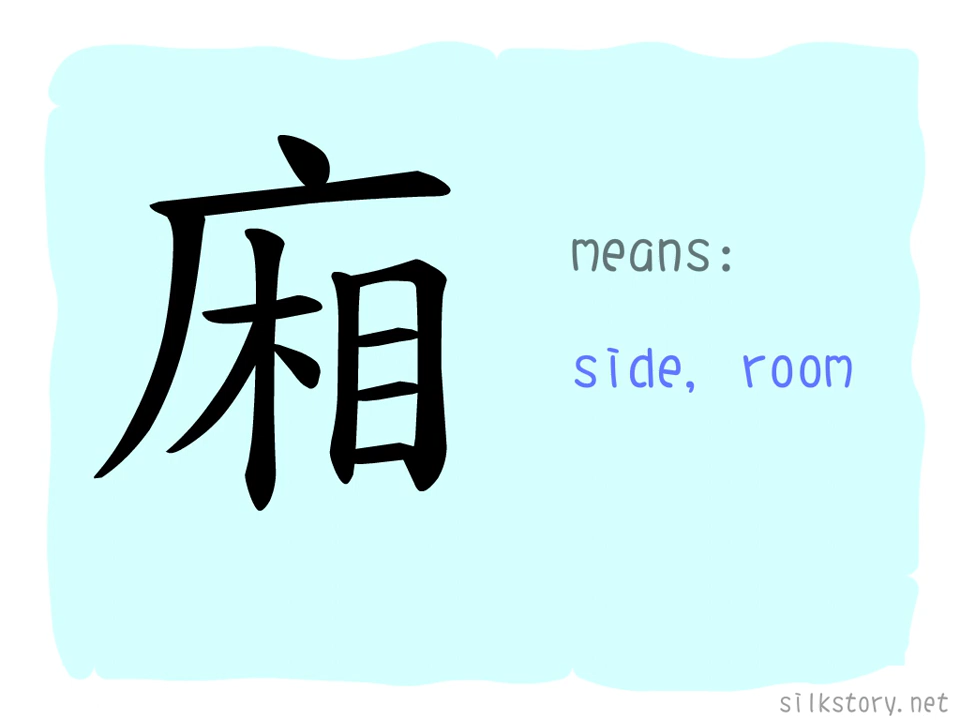 廂
means:
side, room
silkstory.net